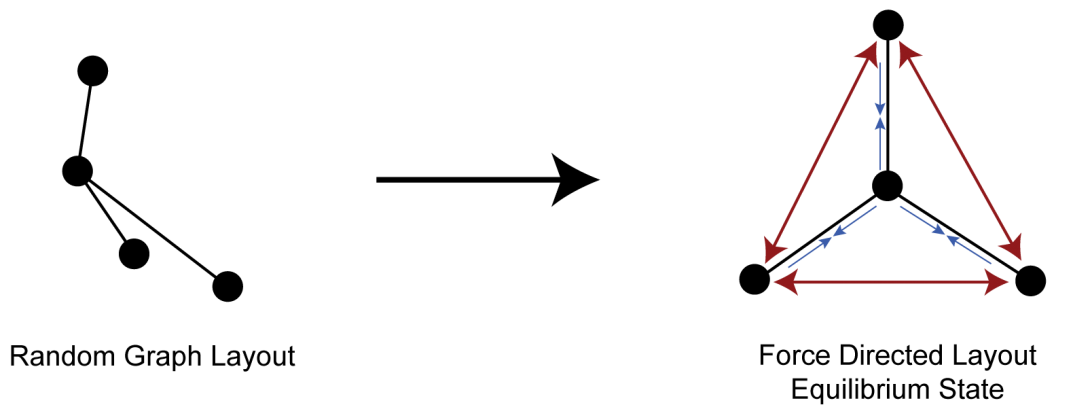 Random Graph Layout
Force Directed Layout
Equilibrium State